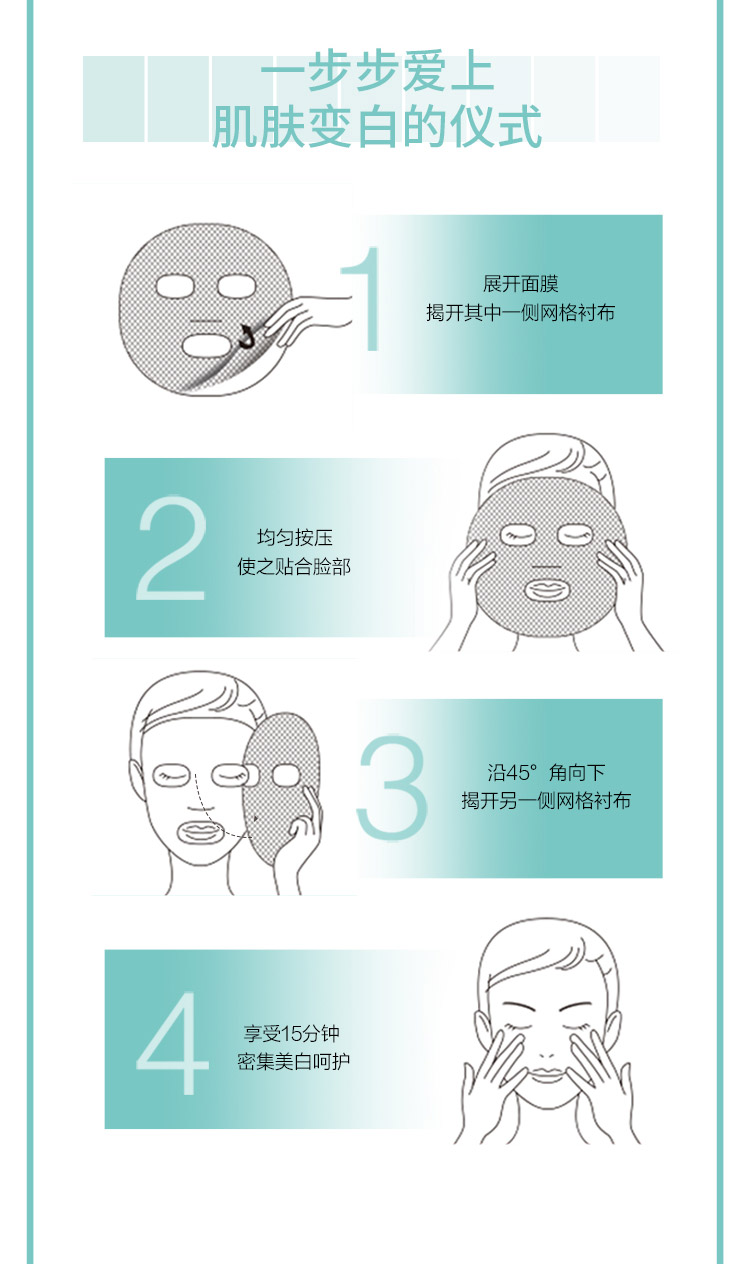 一步步爱上
肌肤变白的仪式
1
展开面膜
揭开其中一侧网格衬布
2
均匀按压
使之贴合脸部
3
沿45°角向下
揭开另一侧网格衬布
4
享受15分钟
密集美白呵护